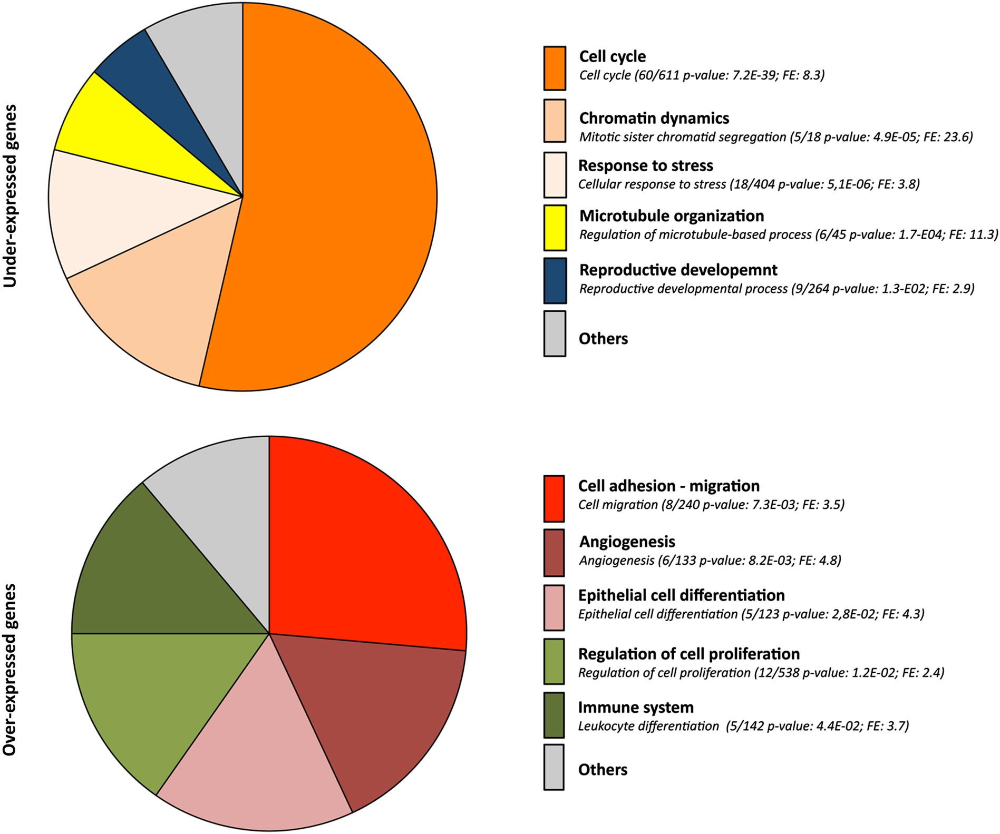 Under-expressed genes
Cell cycle
Cell cycle (60/611 p-value: 7.2E-39; FE: 8.3)
Chromatin dynamics
Mitotic sister chromatid segregation (5/18 p-value: 4.9E-05; FE: 23.6)
Response to stress
Cellular response to stress (18/404 p-value: 5,1E-06; FE: 3.8)
Microtubule organization
Regulation of microtubule-based process (6/45 p-value: 1.7-E04; FE: 11.3)
Reproductive developemnt
Reproductive developmental process (9/264 p-value: 1.3-E02; FE: 2.9)
Others
Over-expressed genes
Cell adhesion - migration
Cell migration (8/240 p-value: 7.3E-03; FE: 3.5)
Angiogenesis
Angiogenesis (6/133 p-value: 8.2E-03; FE: 4.8)
Epithelial cell differentiation
Epithelial cell differentiation (5/123 p-value: 2,8E-02; FE: 4.3)
Regulation of cell proliferation
Regulation of cell proliferation (12/538 p-value: 1.2E-02; FE: 2.4)
Immune system
Leukocyte differentiation (5/142 p-value: 4.4E-02; FE: 3.7)
Others